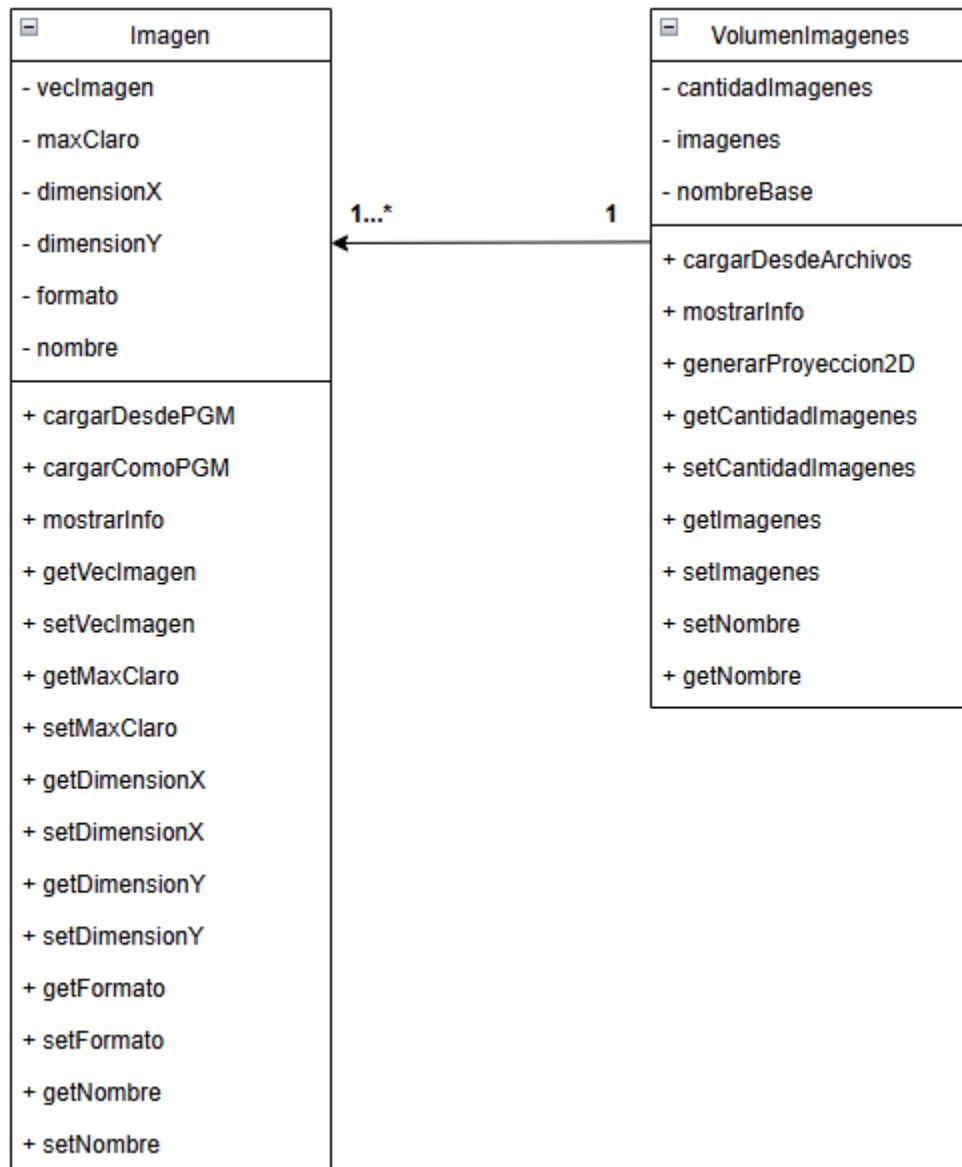 Imagen
- vecImagen
- maxClaro
- dimensionX
- dimensionY
- formato
- nombre
+ cargarDesdePGM
+ cargarComoPGM
+ mostrarInfo
+ getVecImagen
+ setVecImagen
+ getMaxClaro
+ setMaxClaro
+ getDimensionX
+ setDimensionX
+ getDimensionY
+ setDimensionY
+ getFormato
+ setFormato
+ getNombre
+ setNombre
1...*
1
VolumenImagenes
- cantidadImagenes
- imagenes
- nombreBase
+ cargarDesdeArchivos
+ mostrarInfo
+ generarProyeccion2D
+ getCantidadImagenes
+ setCantidadImagenes
+ getImagenes
+ setImagenes
+ setNombre
+ getNombre